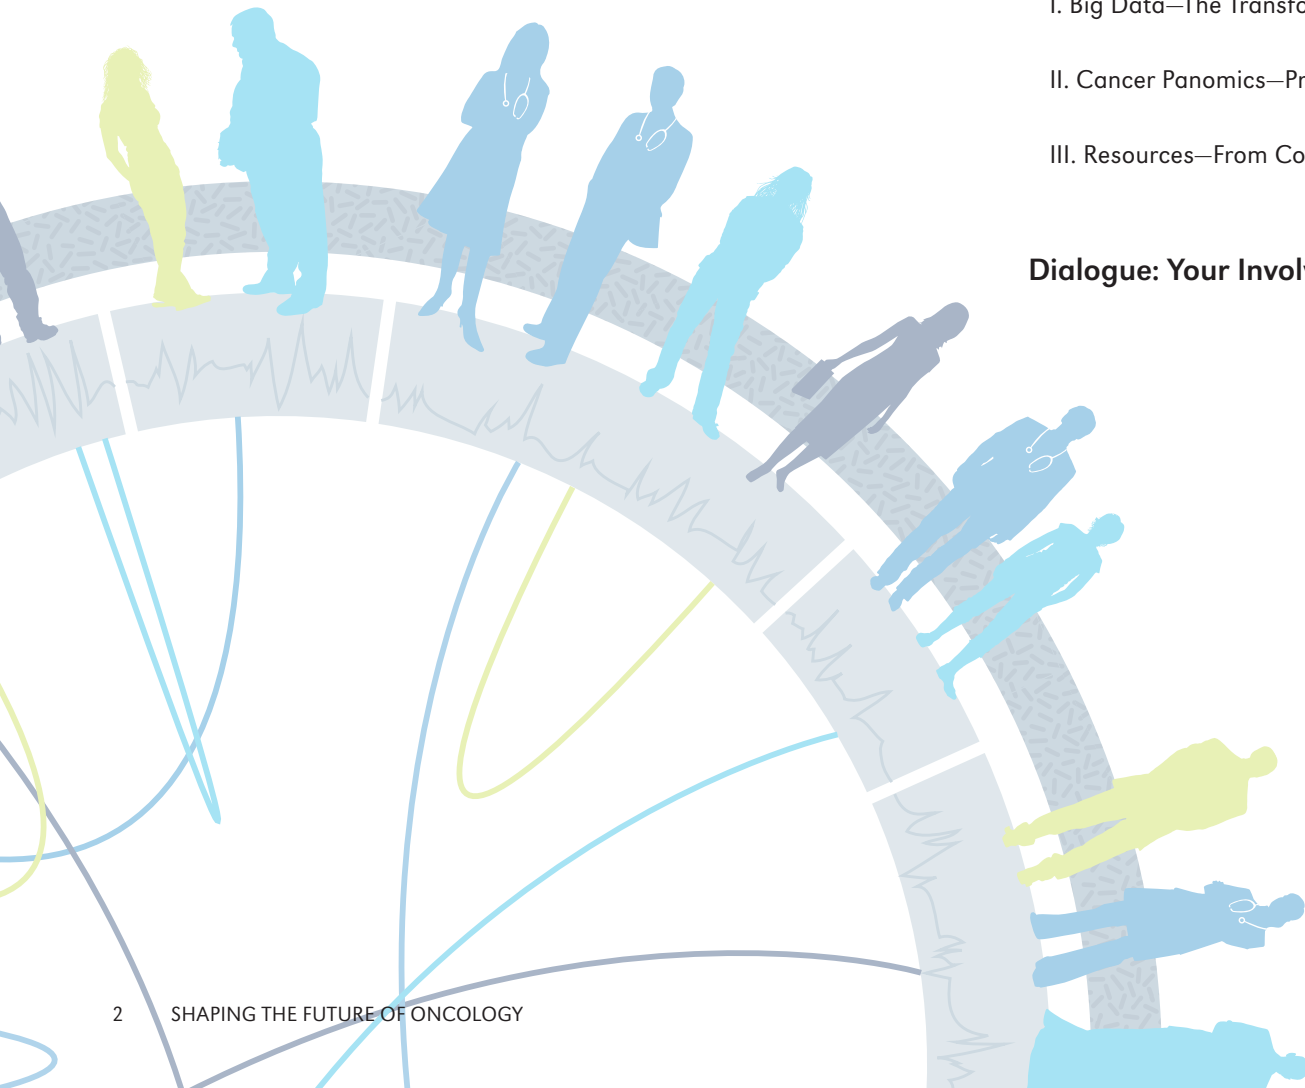 I. Big Data—The Transfo
II. Cancer Panomics—Pr
III. Resources—From Co
Dialogue: Your Involv
2 SHAPING THE FUTURE OF ONCOLOGY